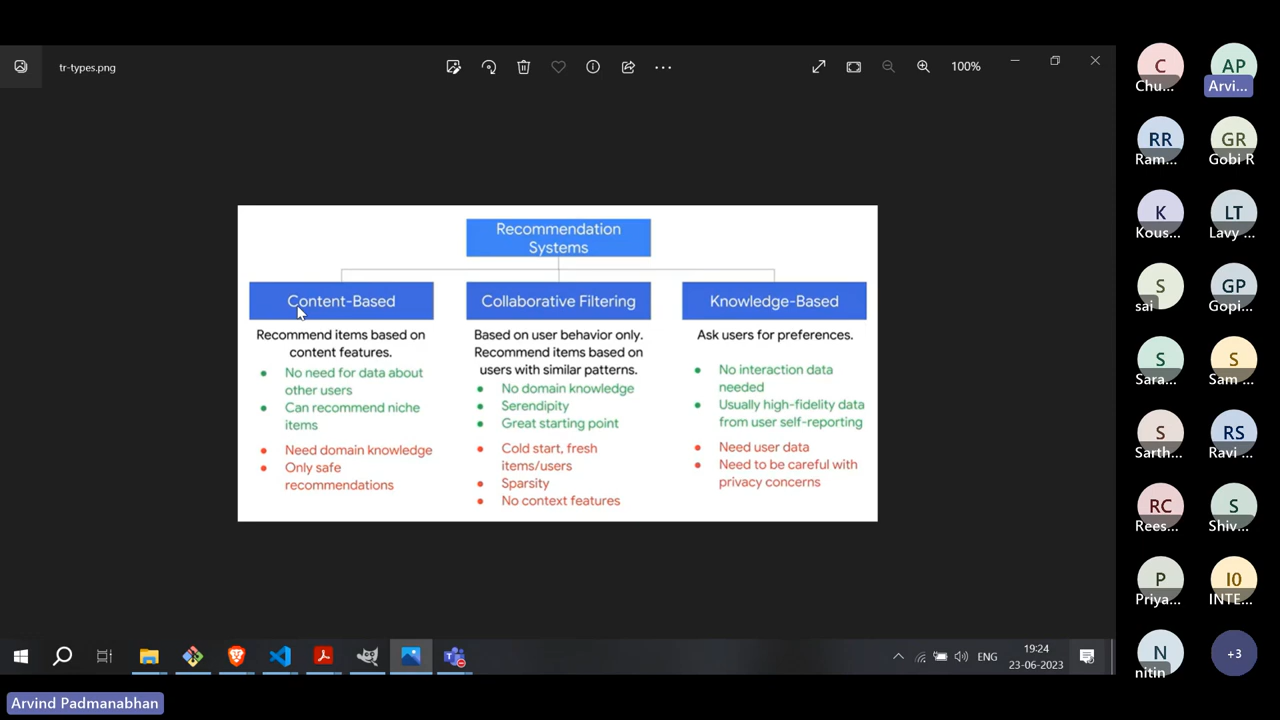 tr-types.png
100%
Recommendation
Systems
Content-Based
Recommend items based on
content features.
No need for data about
other users
Can recommend niche
items
Need domain knowledge
Only safe
recommendations
Collaborative Filtering
Based on user behavior only.
Recommend items based on
users with similar patterns.
No domain knowledge
Serendipity
Great starting point
Cold start, fresh
items/users
Sparsity
No context features
Knowledge-Based
Ask users for preferences.
No interaction data
needed
Usually high-fidelity data
from user self-reporting
Need user data
Need to be careful with
privacy concerns
C
Chu...
AP
Arvi...
RR
Ram...
GR
Gobi R
K
Kous...
LT
Lavy ...
S
sai
GP
Gopi...
S
Sara...
S
Sam ...
S
Sarth...
RS
Ravi ...
RC
Rees...
S
Shiv...
P
Priya...
I0
INTE...
N
nitin
+3
ENG
19:24
23-06-2023
Arvind Padmanabhan